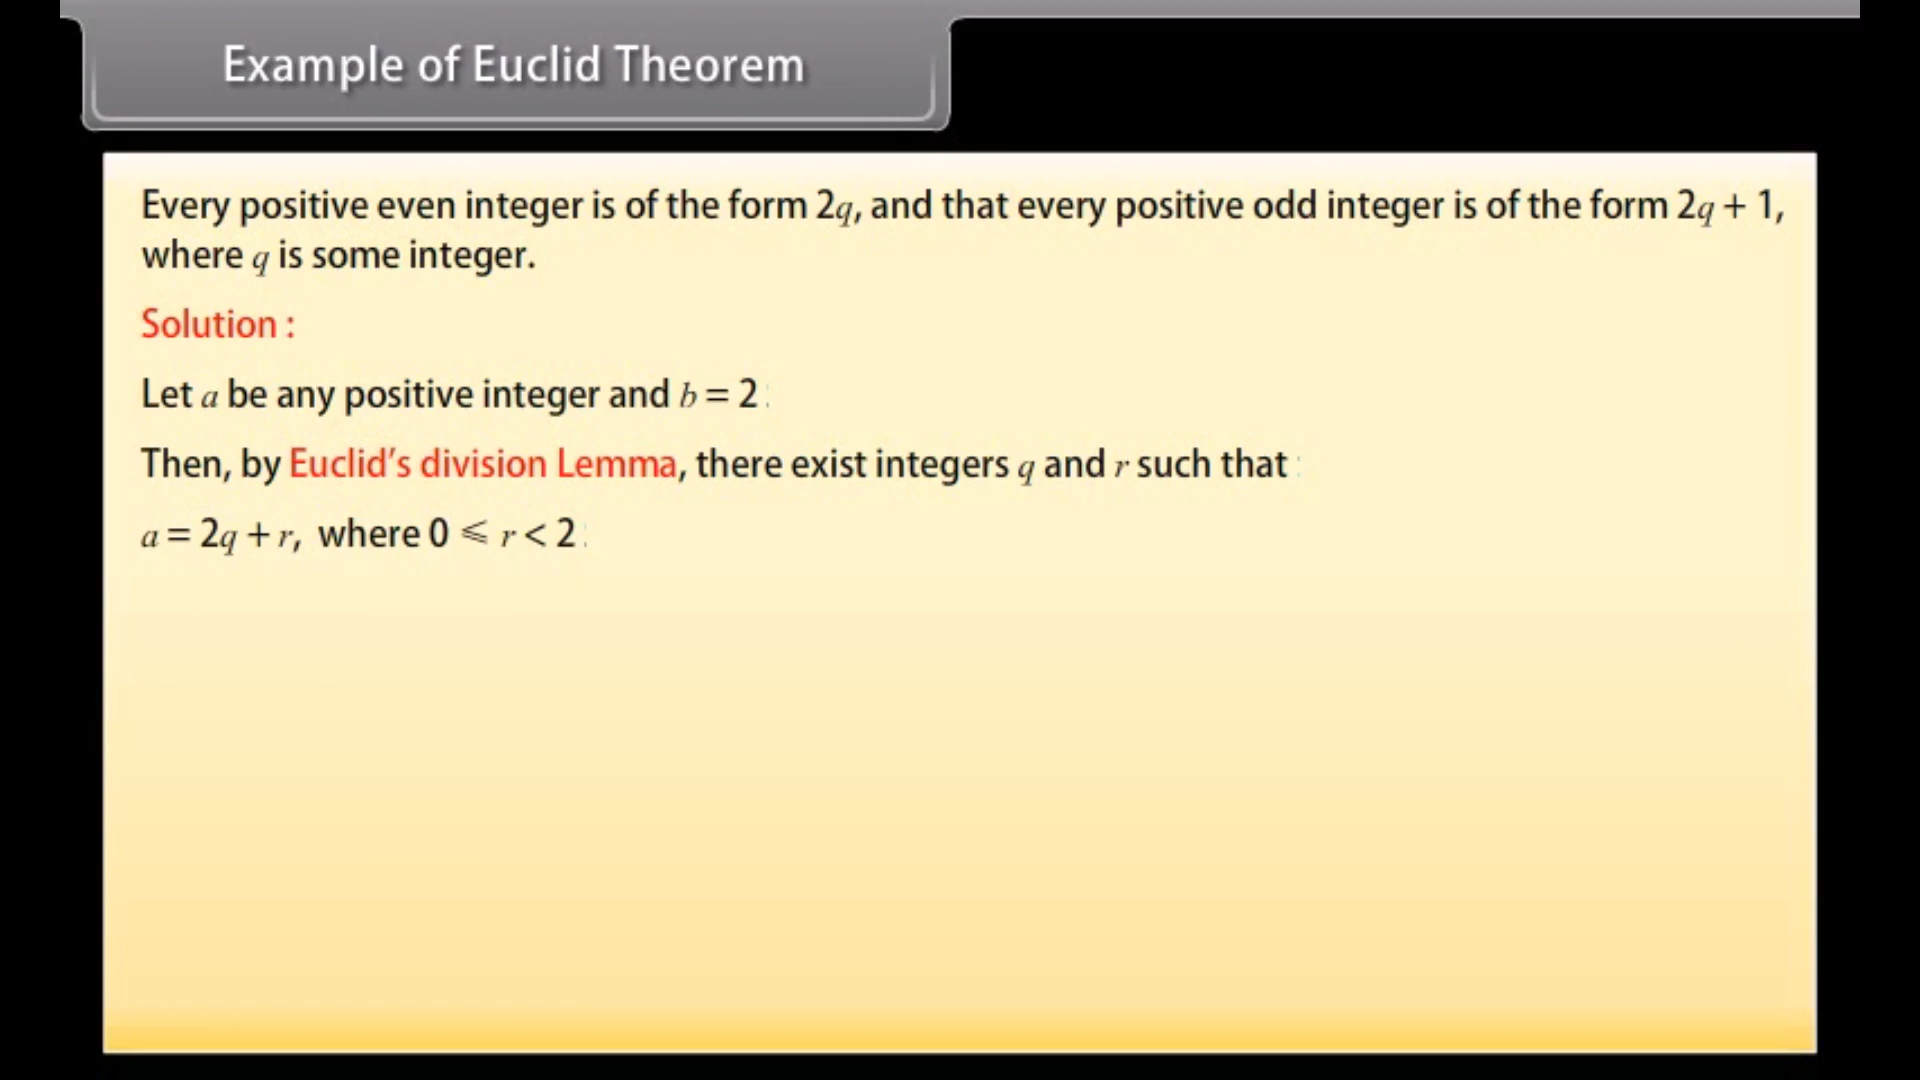 Example of Euclid Theorem
Every positive even integer is of the form 2q, and that every positive odd integer is of the form 2q + 1,
where q is some integer.
Solution :
Let a be any positive integer and b = 2
Then, by Euclid's division Lemma, there exist integers q and r such that
a = 2q + r, where 0 ⩽ r < 2